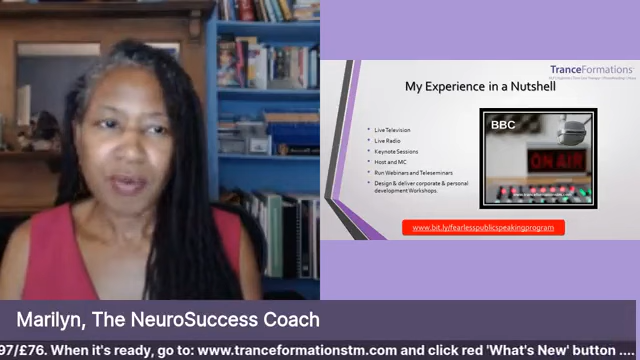 TranceFormations
My Experience in a Nutshell
Live Television
Live Radio
Keynote Sessions
Host and MC
Run Webinars and Teleseminars
Design & deliver corporate & personal
development Workshops.
BBC
ON AIR
www.bit.ly/fearlesspublicspeakingprogram
Marilyn, The NeuroSuccess Coach
97/£76. When it's ready, go to: www.tranceformationstm.com and click red 'What's New' button ....